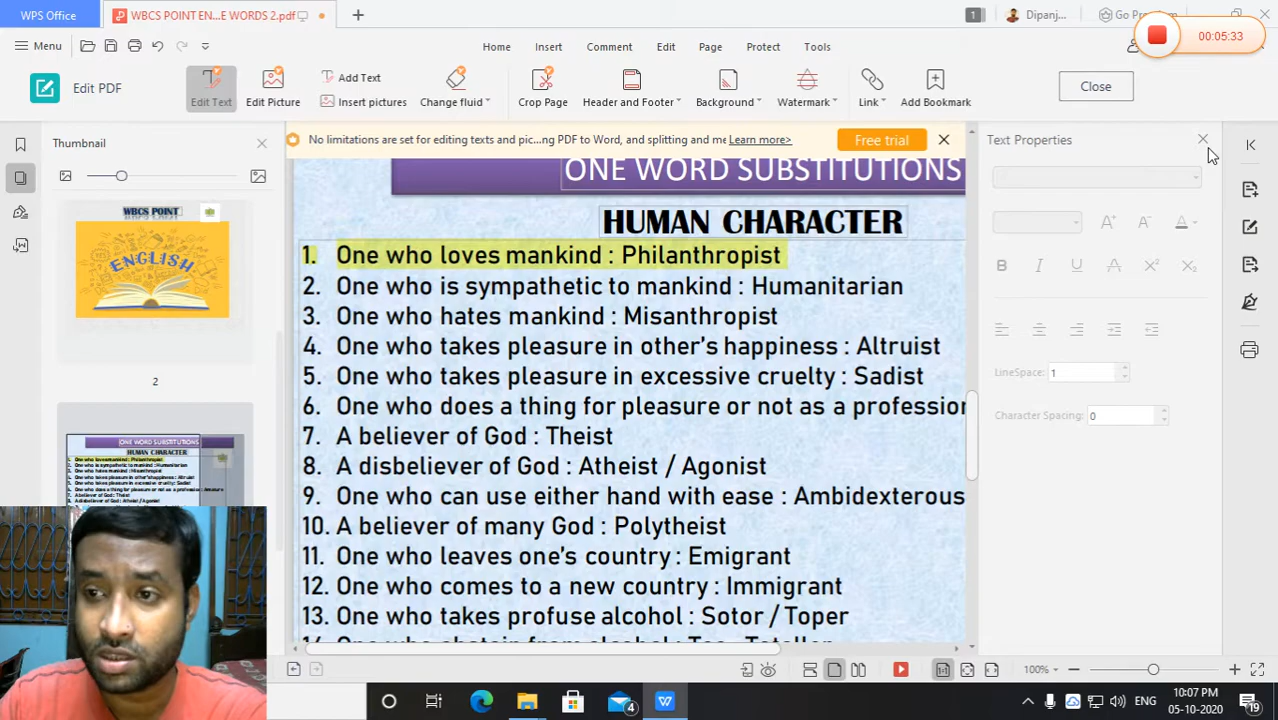 WPS Office
WBCS POINT EN...E WORDS 2.pdf
1
Dipanj...
00:05:33
Menu
Home
Insert
Comment
Edit
Page
Protect
Tools
Edit PDF
Edit Text
Edit Picture
Add Text
Insert pictures
Change fluid
Crop Page
Header and Footer
Background
Watermark
Link
Add Bookmark
Close
Thumbnail
No limitations are set for editing texts and pic...ng PDF to Word, and splitting and me
Learn more>
Free trial
Text Properties
WBCS POINT
ENGLISH
2
ONE WORD SUBSTITUTIONS
HUMAN CHARACTER
1. One who loves mankind : Philanthropist
2. One who is sympathetic to mankind : Humanitarian
3. One who hates mankind : Misanthropist
4. One who takes pleasure in other's happiness : Altruist
5. One who takes pleasure in excessive cruelty : Sadist
6. One who does a thing for pleasure or not as a profession
7. A believer of God : Theist
8. A disbeliever of God : Atheist / Agonist
9. One who can use either hand with ease : Ambidexterous
10. A believer of many God : Polytheist
11. One who leaves one's country : Emigrant
12. One who comes to a new country : Immigrant
13. One who takes profuse alcohol : Sotor / Toper
LineSpace: 1
Character Spacing: 0
100%
4
ENG
10:07 PM
05-10-2020
19